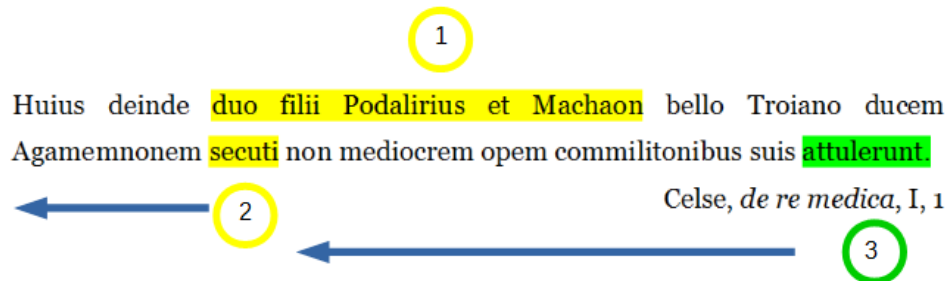 1
Huius deinde duo filii Podalirius et Machaon bello Troiano ducem
Agamemnonem secuti non mediocrem opem commilitonibus suis attulerunt.
Celse, de re medica, I, 1
2
3